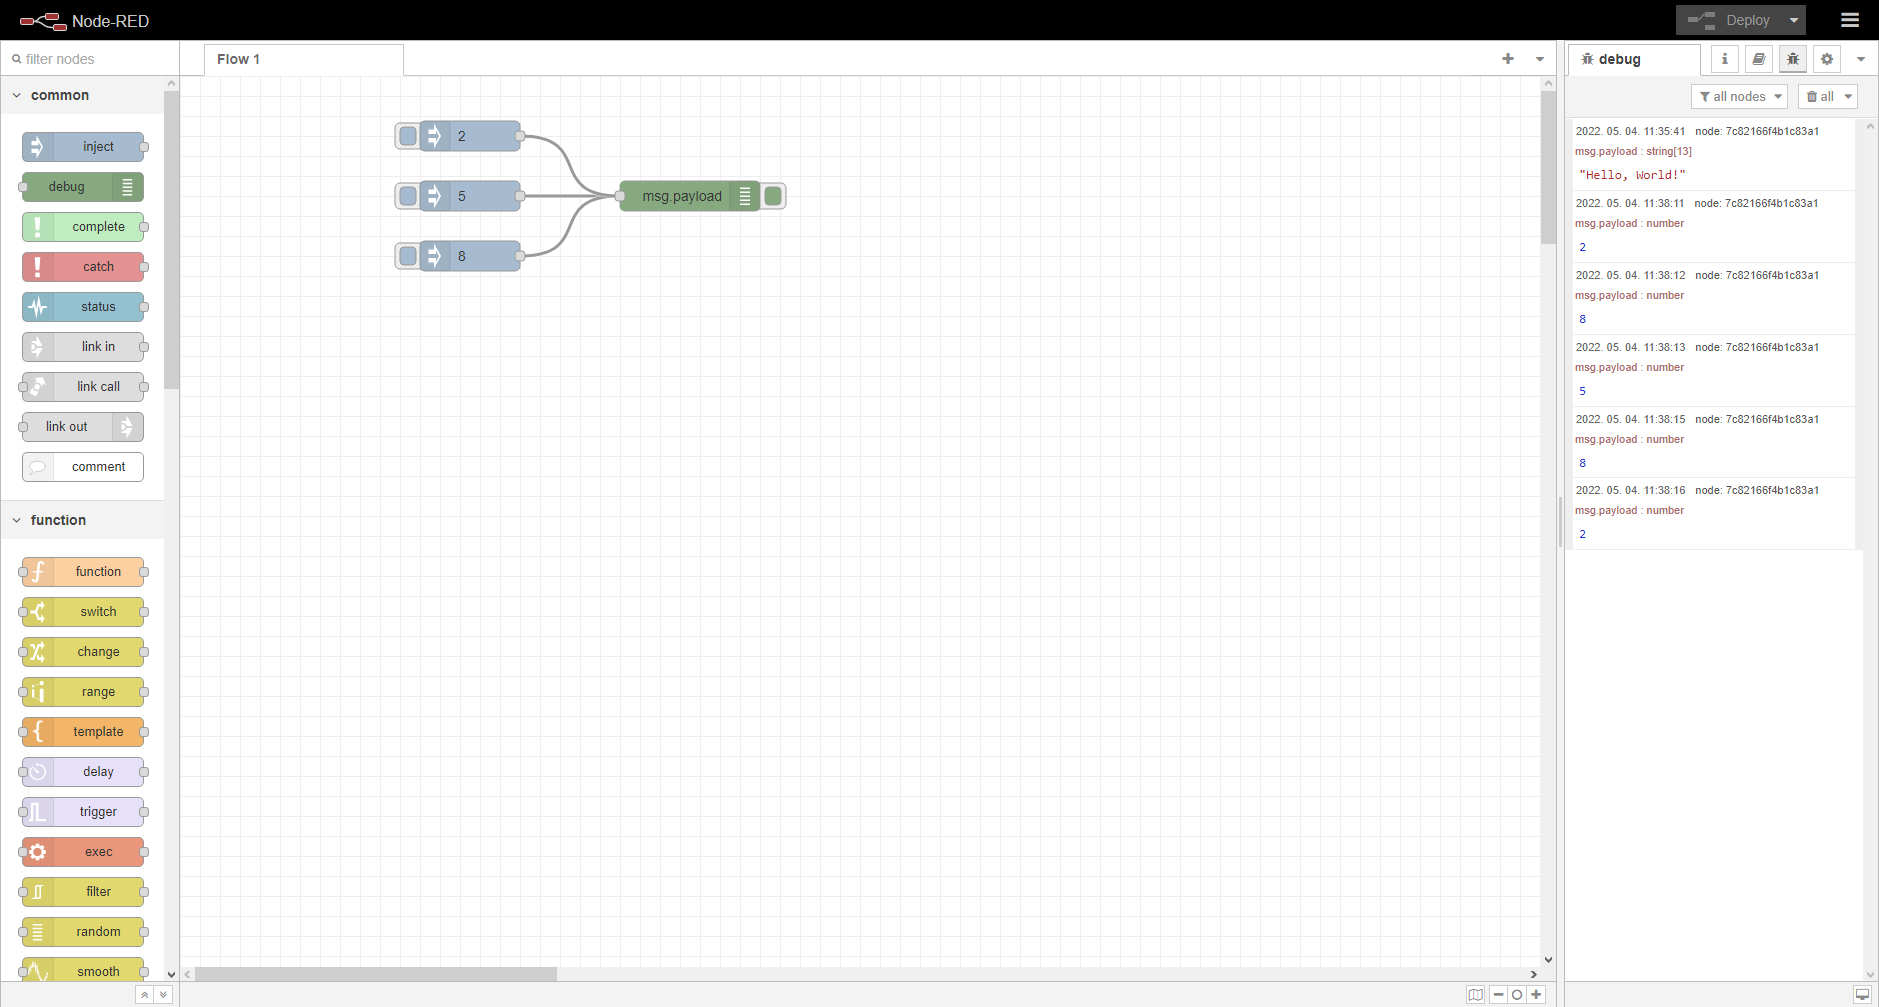 Node-RED
Deploy
filter nodes
common
inject
debug
complete
catch
status
link in
link call
link out
comment
function
function
switch
change
range
template
delay
trigger
exec
filter
random
smooth
Flow 1
2
5
8
msg.payload
debug
all nodes
all
2022. 05. 04. 11:35:41 node: 7c82166f4b1c83a1
msg.payload : string[13]
"Hello, World!"
2022. 05. 04. 11:38:11 node: 7c82166f4b1c83a1
msg.payload : number
2
2022. 05. 04. 11:38:12 node: 7c82166f4b1c83a1
msg.payload : number
8
2022. 05. 04. 11:38:13 node: 7c82166f4b1c83a1
msg.payload : number
5
2022. 05. 04. 11:38:15 node: 7c82166f4b1c83a1
msg.payload : number
8
2022. 05. 04. 11:38:16 node: 7c82166f4b1c83a1
msg.payload : number
2